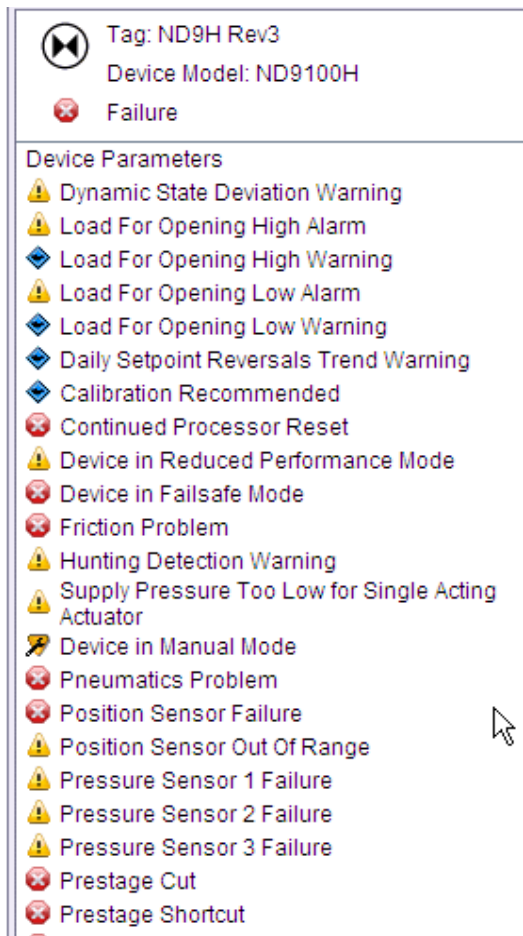 Tag: ND9H Rev3
Device Model: ND9100H
Failure
Device Parameters
Dynamic State Deviation Warning
Load For Opening High Alarm
Load For Opening High Warning
Load For Opening Low Alarm
Load For Opening Low Warning
Daily Setpoint Reversals Trend Warning
Calibration Recommended
Continued Processor Reset
Device in Reduced Performance Mode
Device in Failsafe Mode
Friction Problem
Hunting Detection Warning
Supply Pressure Too Low for Single Acting
Actuator
Device in Manual Mode
Pneumatics Problem
Position Sensor Failure
Position Sensor Out Of Range
Pressure Sensor 1 Failure
Pressure Sensor 2 Failure
Pressure Sensor 3 Failure
Prestage Cut
Prestage Shortcut